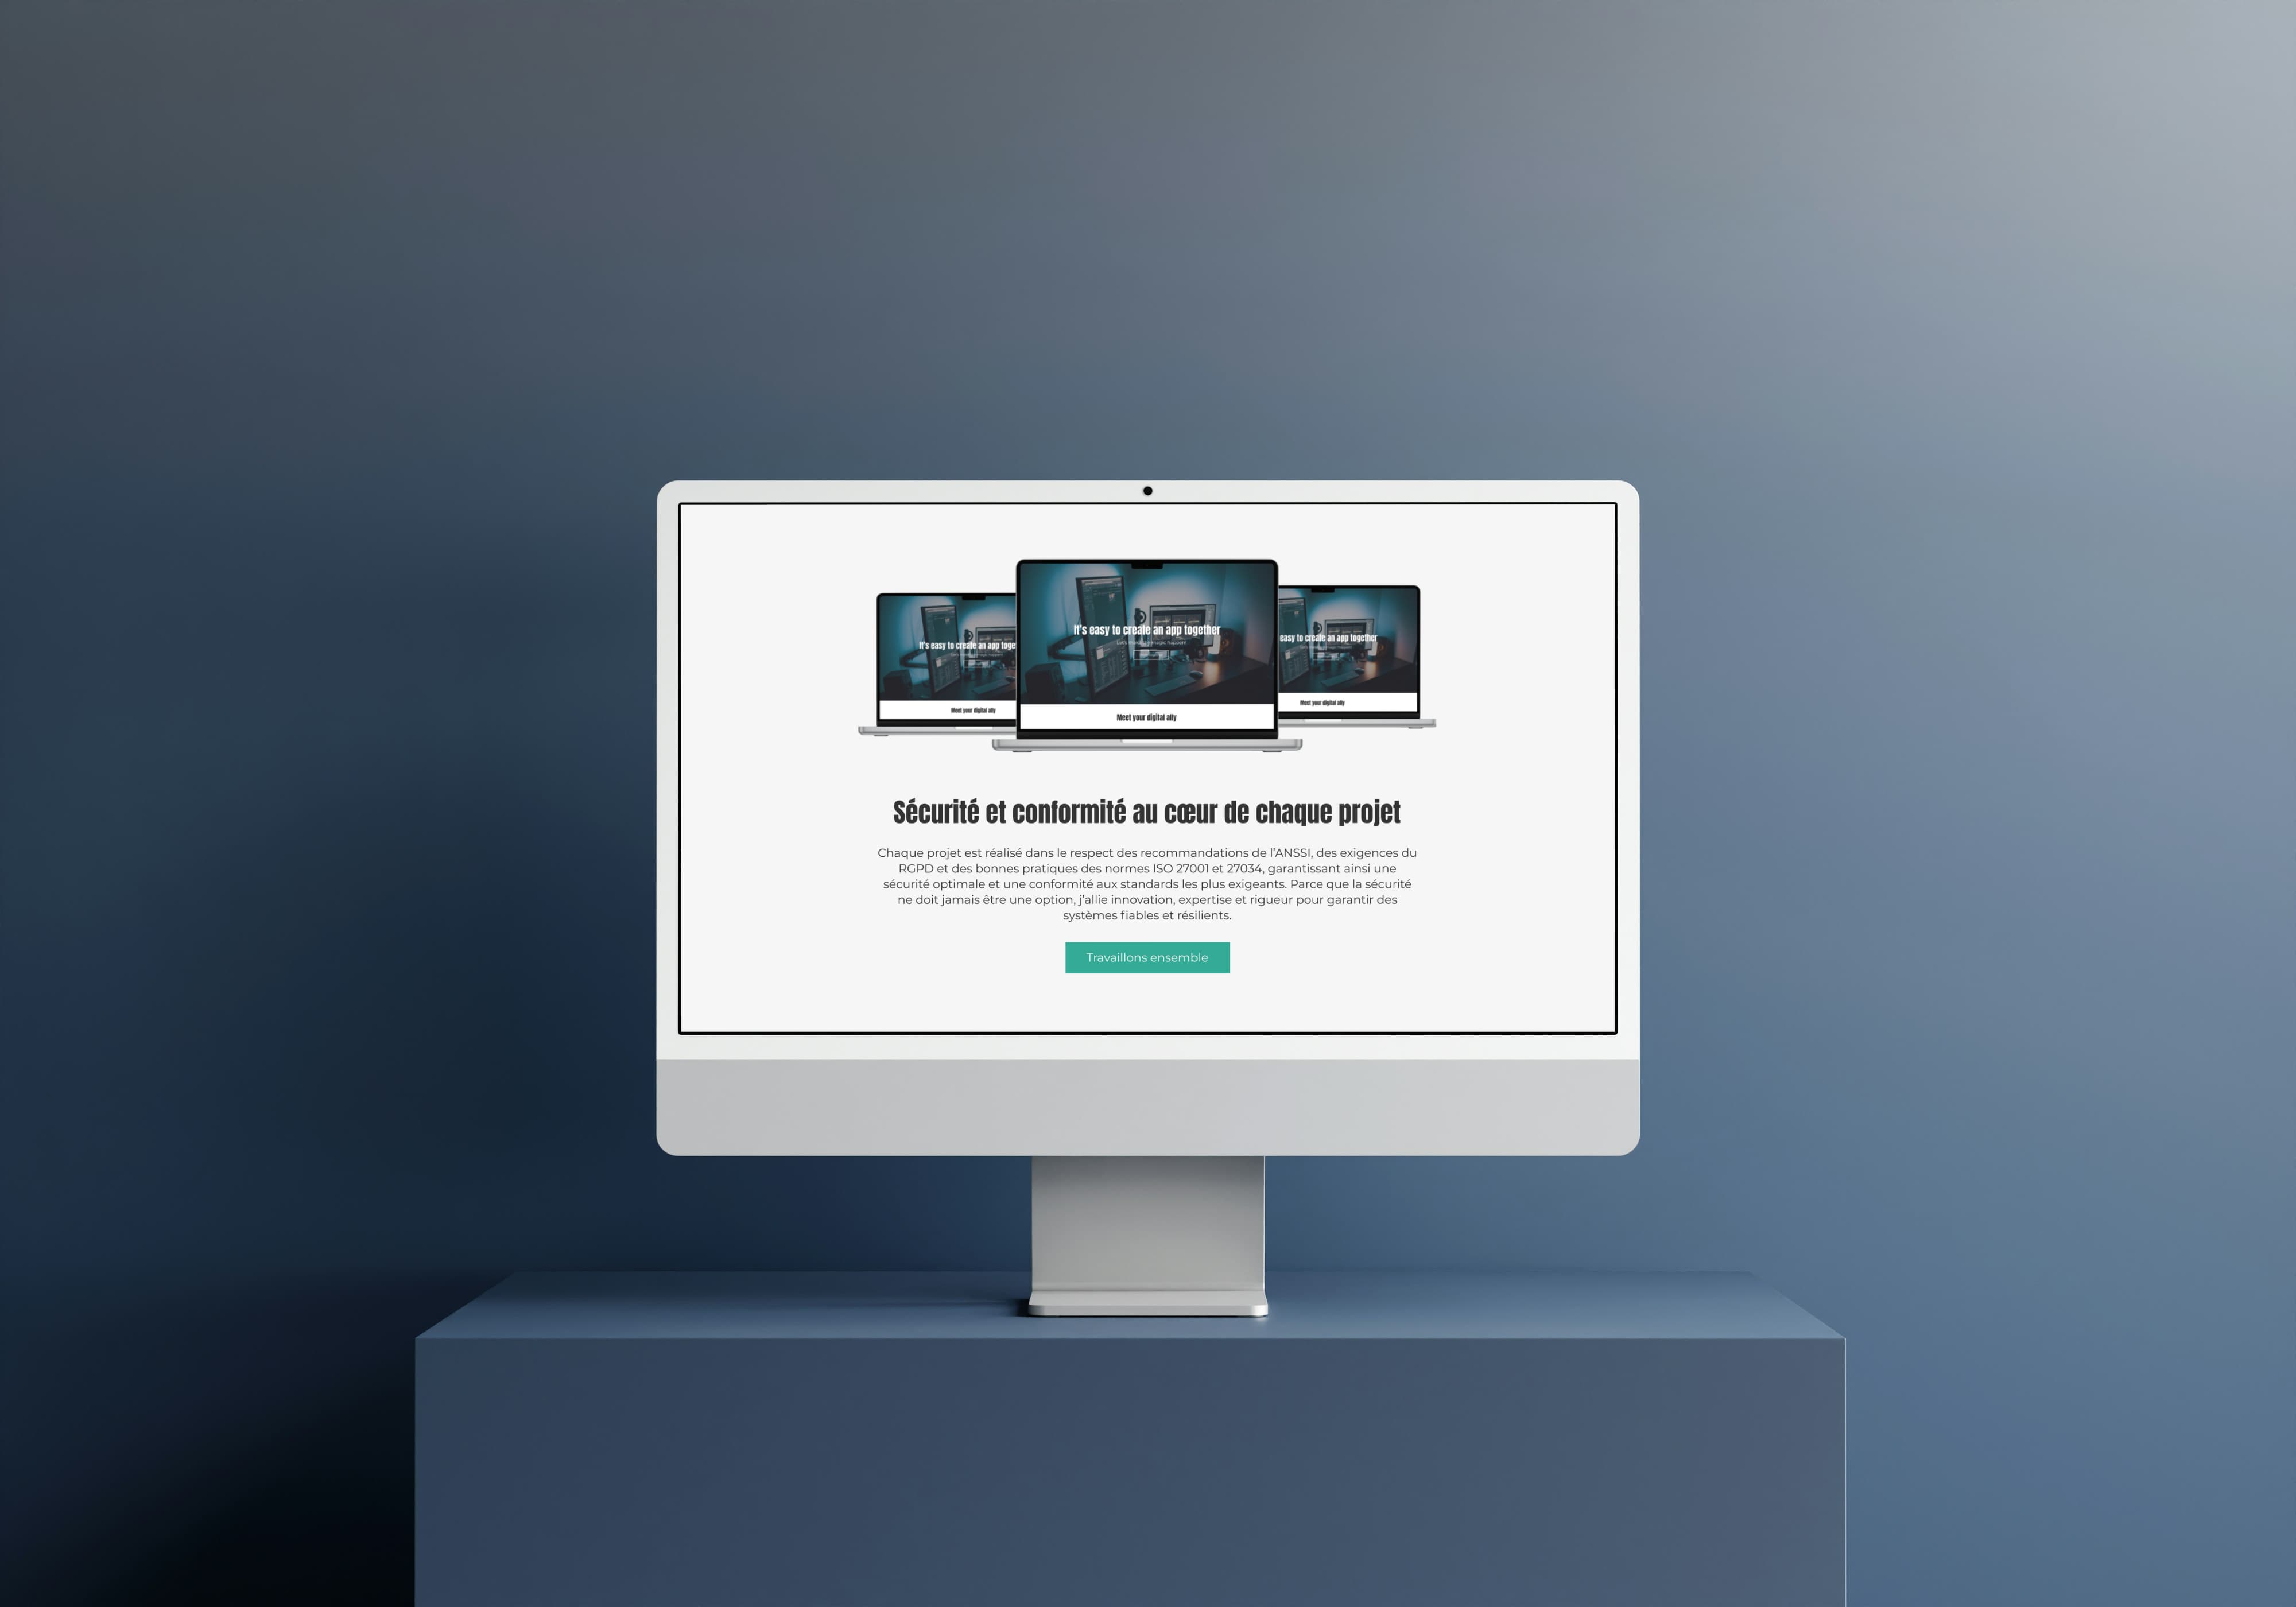 It's easy to create an app together
Meet your digital ally
It's easy to create an app toge
Meet your digital ally
easy to create an app together
Meet your digital ally
Sécurité et conformité au cœur de chaque projet
Chaque projet est réalisé dans le respect des recommandations de l'ANSSI, des exigences du
RGPD et des bonnes pratiques des normes ISO 27001 et 27034, garantissant ainsi une
sécurité optimale et une conformité aux standards les plus exigeants. Parce que la sécurité
ne doit jamais être une option, j'allie innovation, expertise et rigueur pour garantir des
systèmes fiables et résilients.
Travaillons ensemble